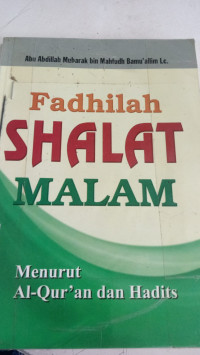 Abu Abdillah Mubarak bin Mahfudh Bamu'allim Lc.
Fadhilah
SHALAT
MALAM
Menurut
Al-Qur'an dan Hadits